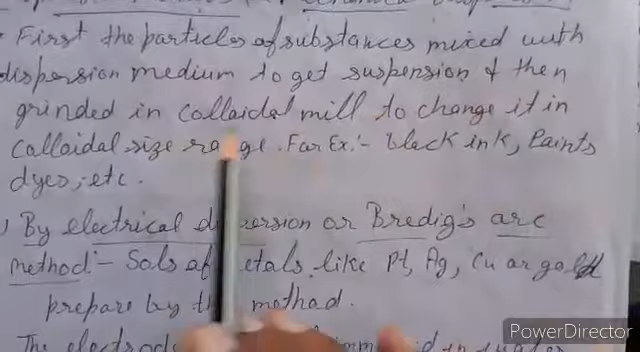 First the particles of substances mixed with
dispersion medium to get suspension & then
grinded in colloidal mill to change it in
colloidal size range. For Ex:- black ink, Paints
dyes, etc.
By electrical dispersion or Bredig's arc
method:- Sols of metals like Pt, Ag, Cu or gold
prepare by the method.
The
PowerDirector